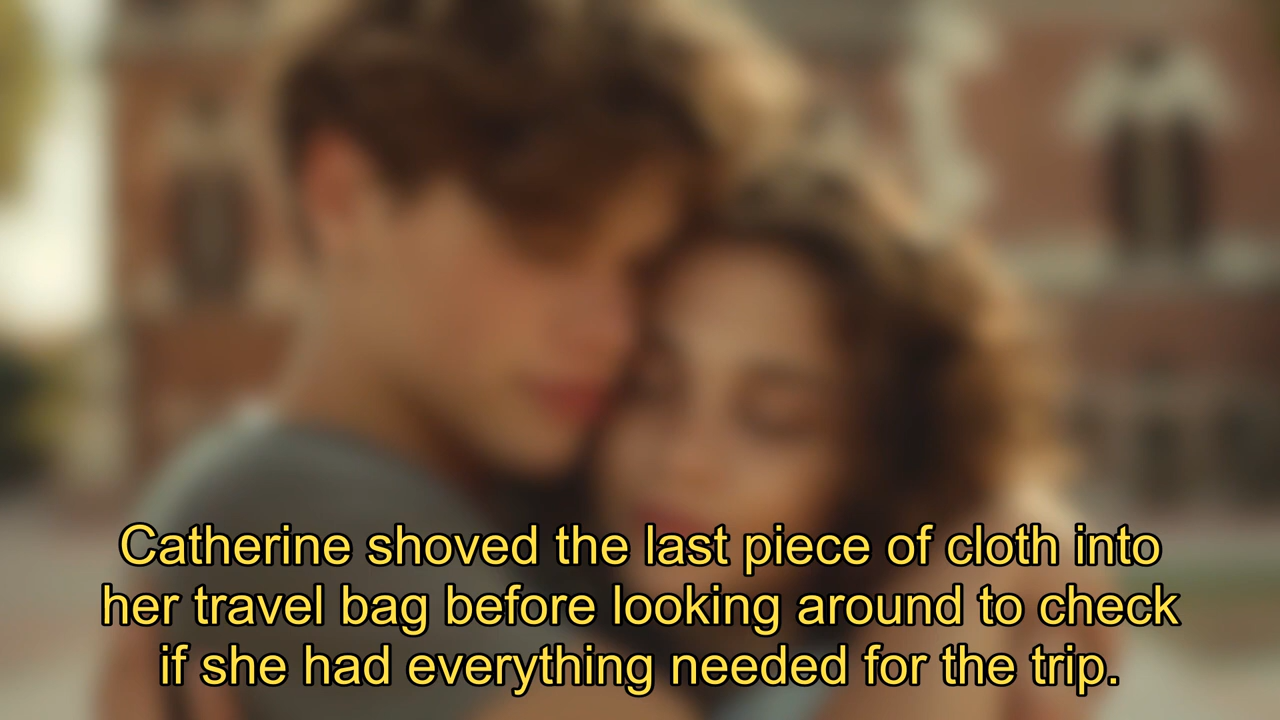 Catherine shoved the last piece of cloth into
her travel bag before looking around to check
if she had everything needed for the trip.